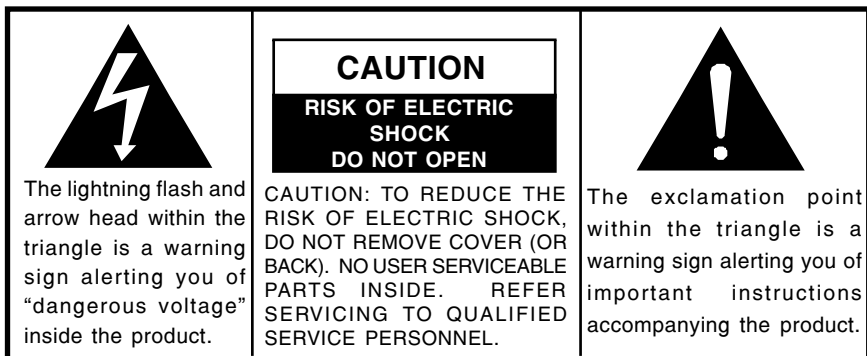 The lightning flash and
arrow head within the
triangle is a warning
sign alerting you of
“dangerous voltage”
inside the product.
CAUTION
RISK OF ELECTRIC
SHOCK
DO NOT OPEN
CAUTION: TO REDUCE THE
RISK OF ELECTRIC SHOCK,
DO NOT REMOVE COVER (OR
BACK). NO USER SERVICEABLE
PARTS INSIDE. REFER
SERVICING TO QUALIFIED
SERVICE PERSONNEL.
The exclamation point
within the triangle is a
warning sign alerting you of
important instructions
accompanying the product.